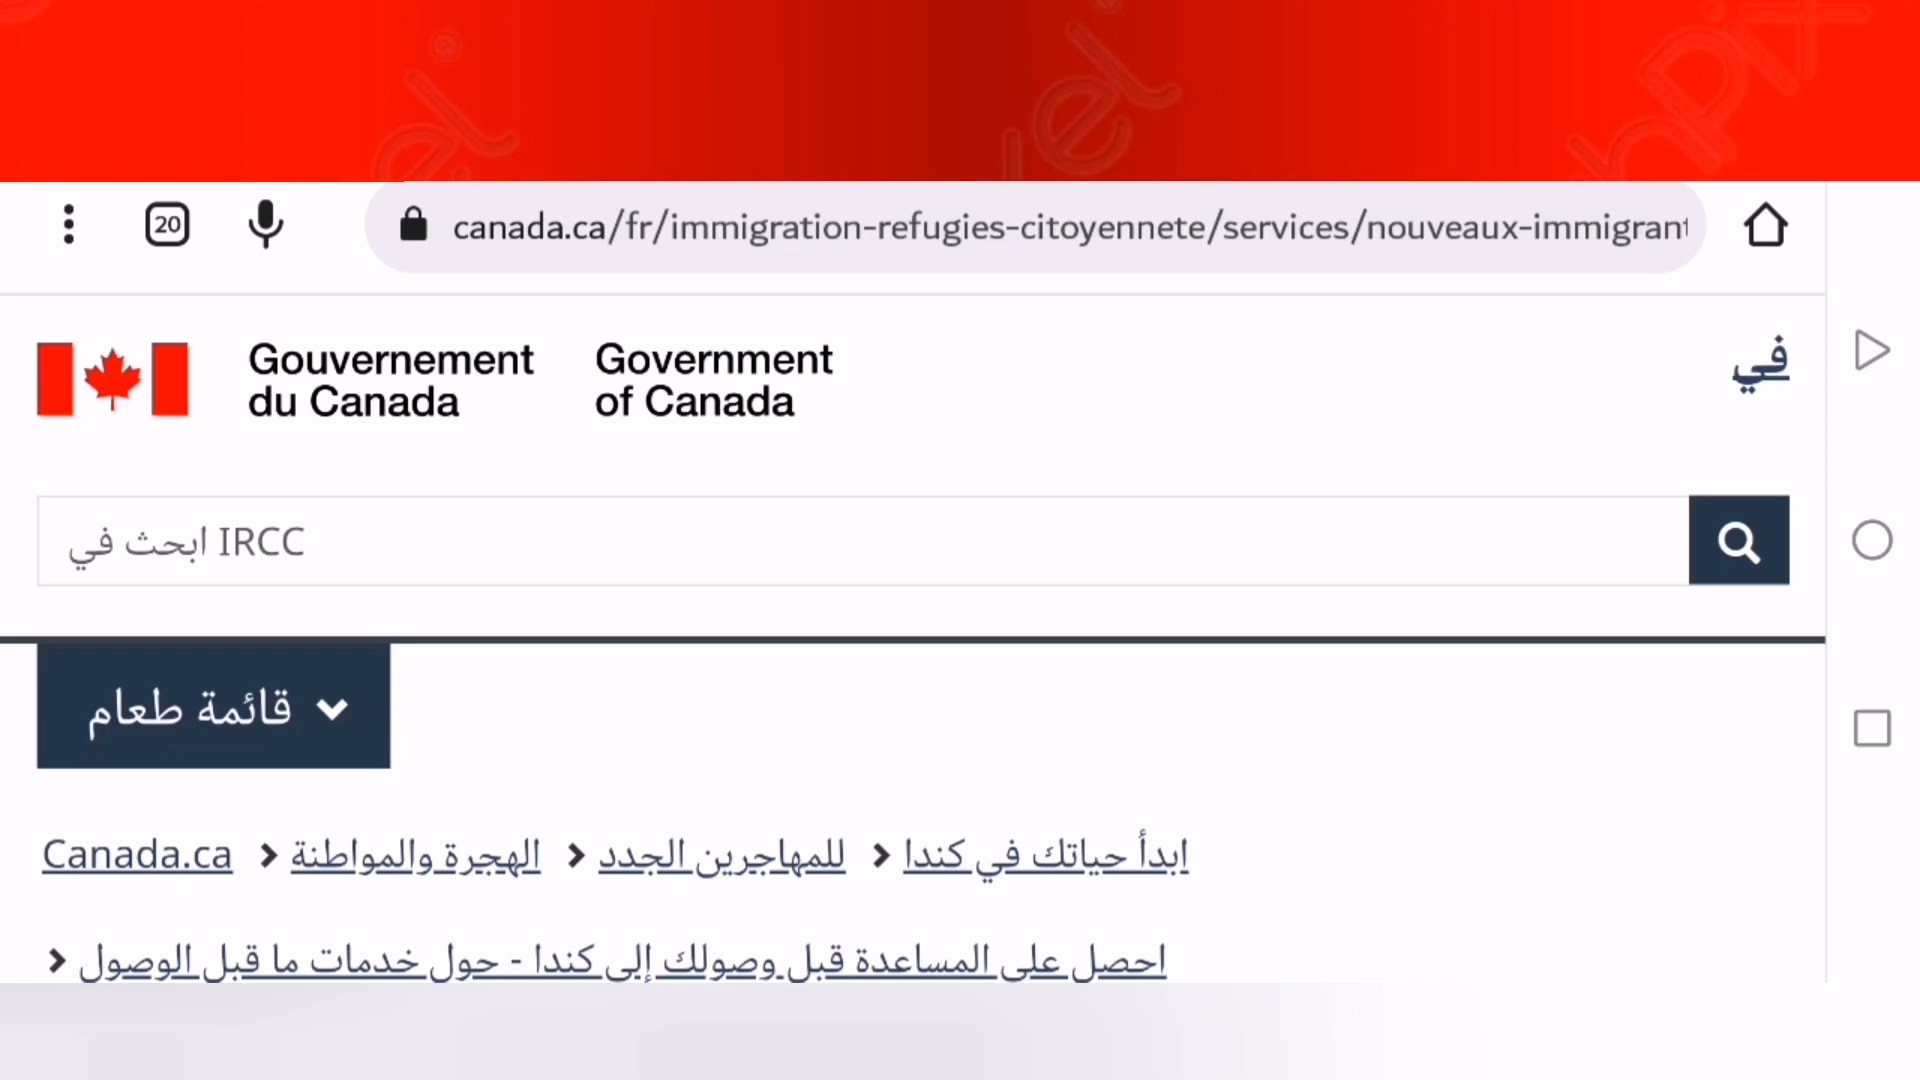 20
canada.ca/fr/immigration-refugies-citoyennete/services/nouveaux-immigrant
Gouvernement du Canada
Government of Canada
في
ابحث في IRCC
قائمة طعام
Canada.ca > الهجرة والمواطنة > للمهاجرين الجدد > ابدأ حياتك في كندا
> احصل على المساعدة قبل وصولك إلى كندا - حول خدمات ما قبل الوصول